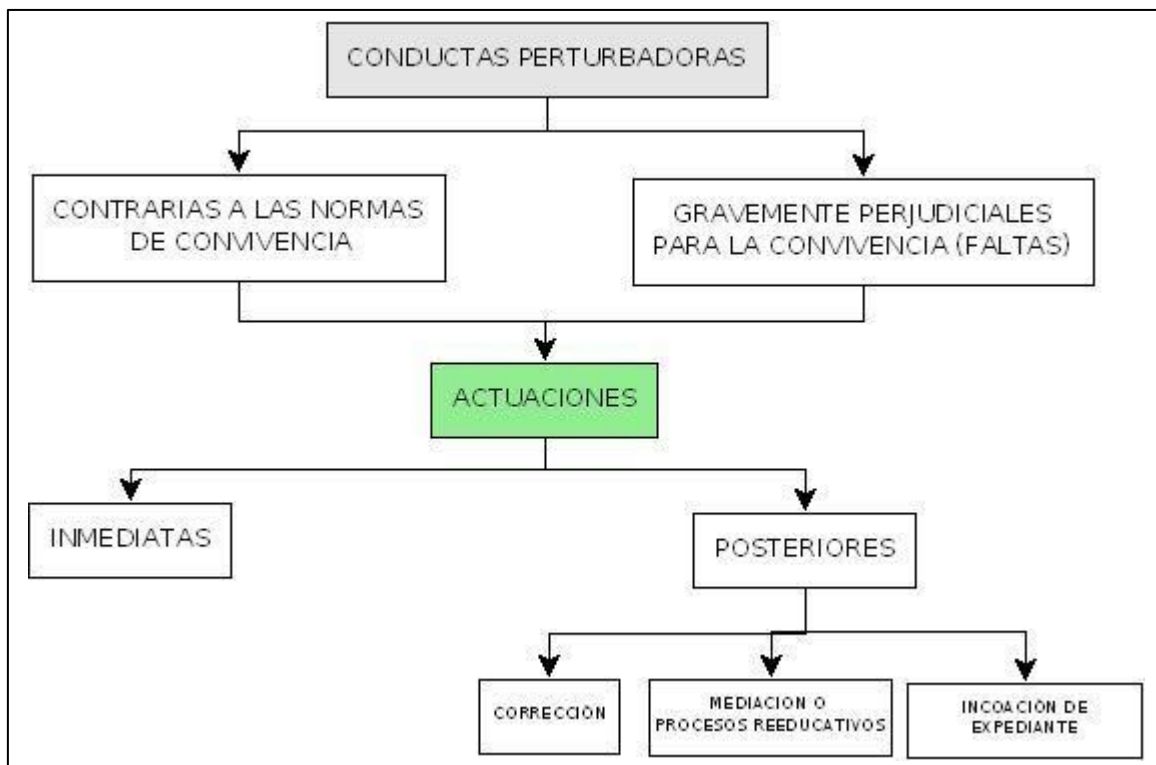 CONDUCTAS PERTURBADORAS
CONTRARIAS A LAS NORMAS
DE CONVIVENCIA
GRAVEMENTE PERJUDICIALES
PARA LA CONVIVENCIA (FALTAS)
ACTUACIONES
INMEDIATAS
POSTERIORES
CORRECCIÓN
MEDIACION O
PROCESOS REEDUCATIVOS
INCOACIÓN DE
EXPEDIANTE